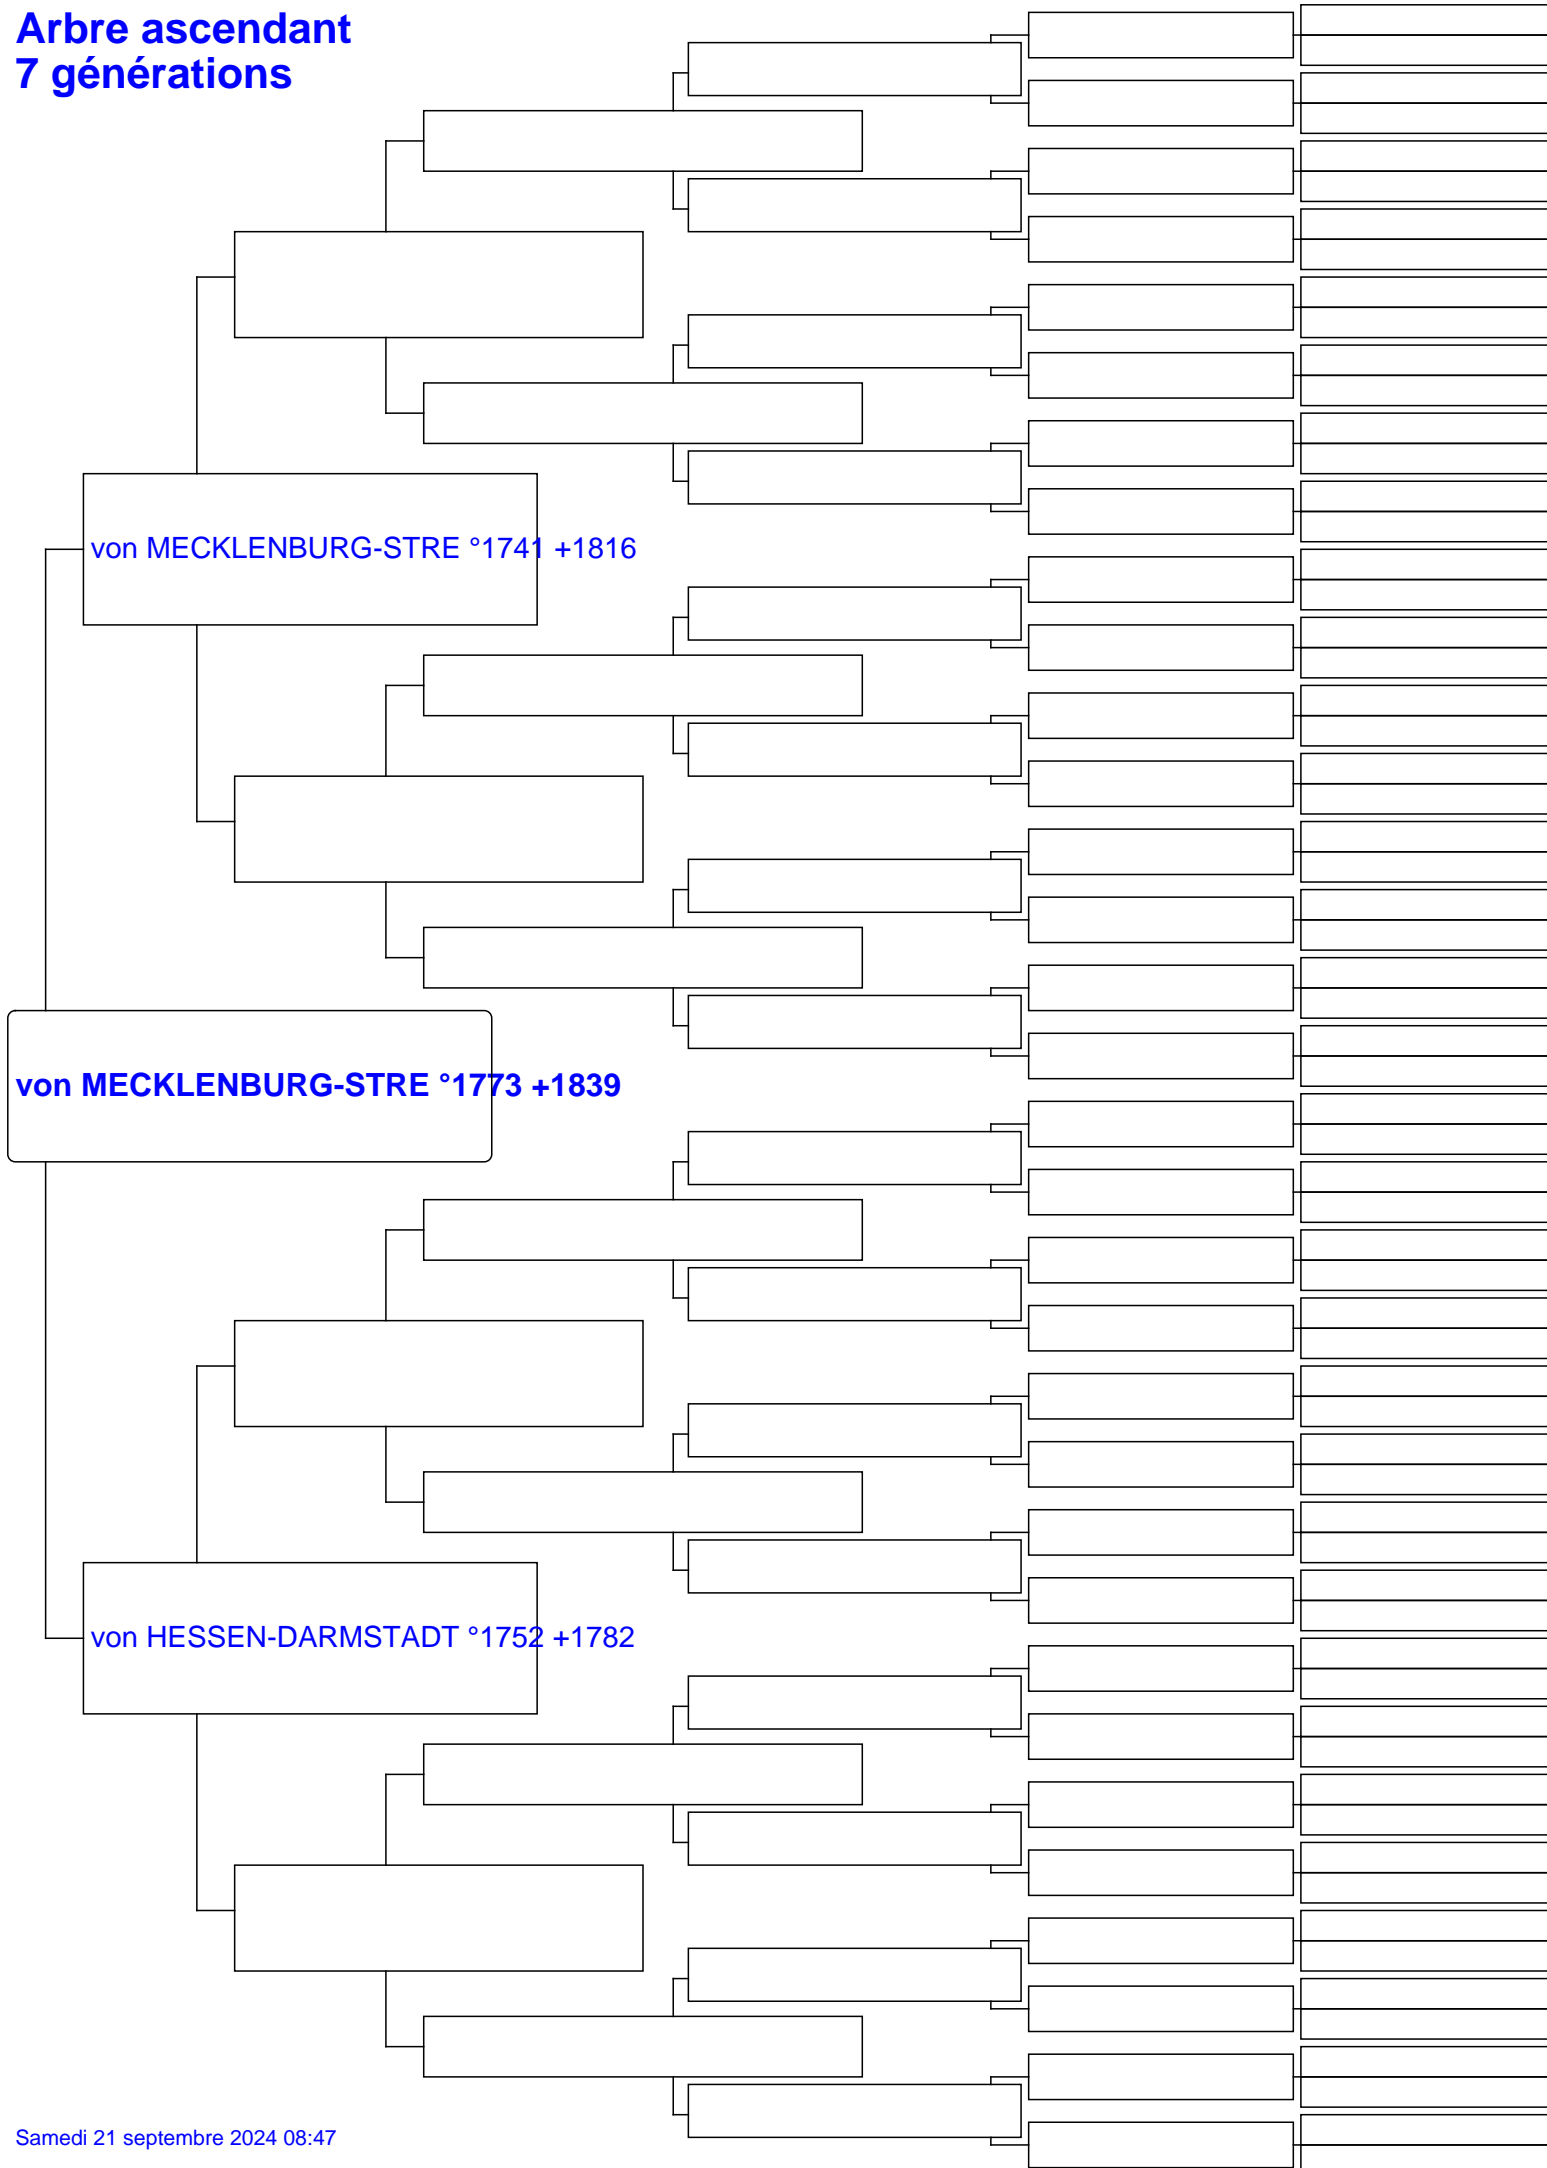 Arbre ascendant
7 générations
von MECKLENBURG-STRE °1741 +1816
von MECKLENBURG-STRE °1773 +1839
von HESSEN-DARMSTADT °1752 +1782
Samedi 21 septembre 2024 08:47